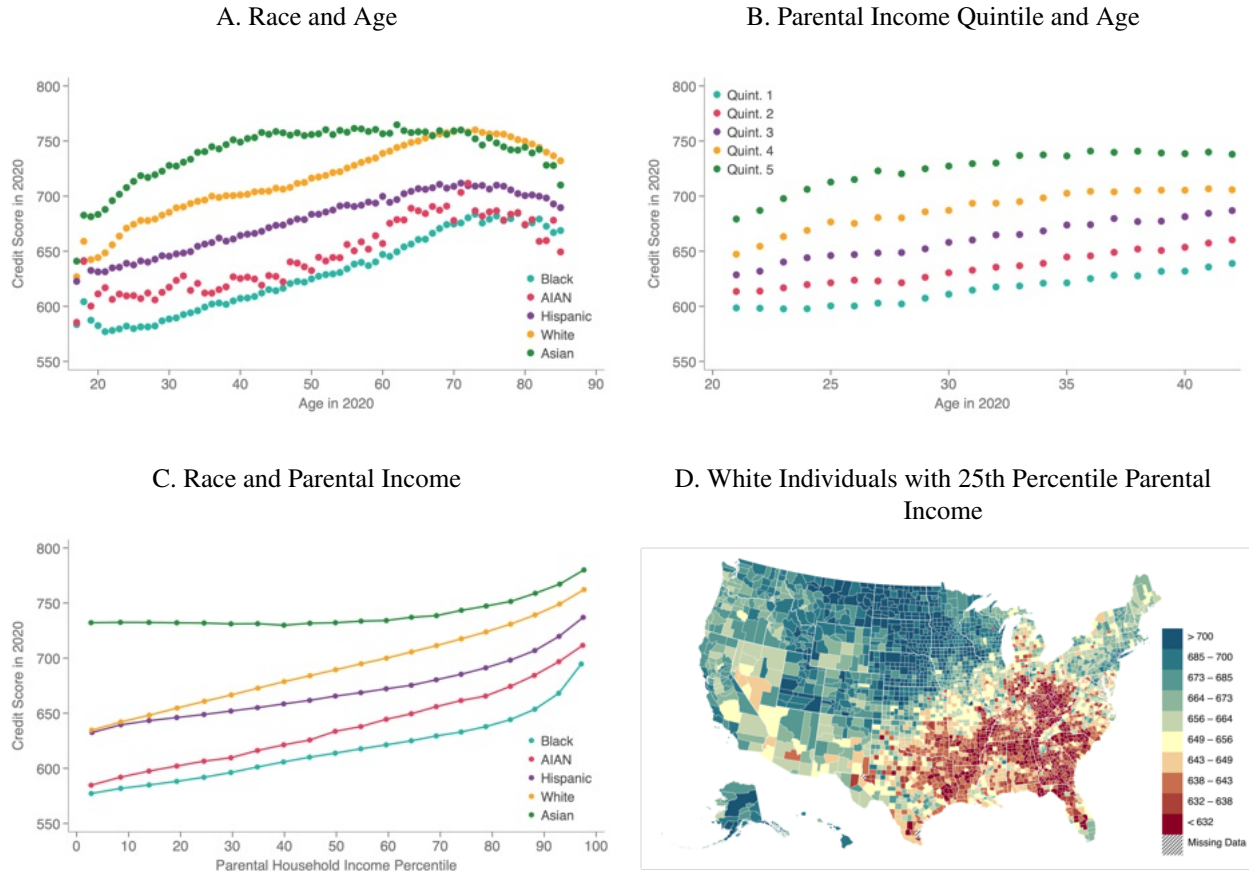 A. Race and Age
800
750
700
650
600
550
Credit Score in 2020
20
30
40
50
60
70
80
90
Age in 2020
Black
AIAN
Hispanic
White
Asian
B. Parental Income Quintile and Age
800
750
700
650
600
550
Credit Score in 2020
20
25
30
35
40
Age in 2020
Quint. 1
Quint. 2
Quint. 3
Quint. 4
Quint. 5
C. Race and Parental Income
800
750
700
650
600
550
Credit Score in 2020
0
10
20
30
40
50
60
70
80
90
100
Parental Household Income Percentile
Black
AIAN
Hispanic
White
Asian
D. White Individuals with 25th Percentile Parental
Income
> 700
685 – 700
673 – 685
664 – 673
656 – 664
649 – 656
643 – 649
638 – 643
632 – 638
< 632
Missing Data